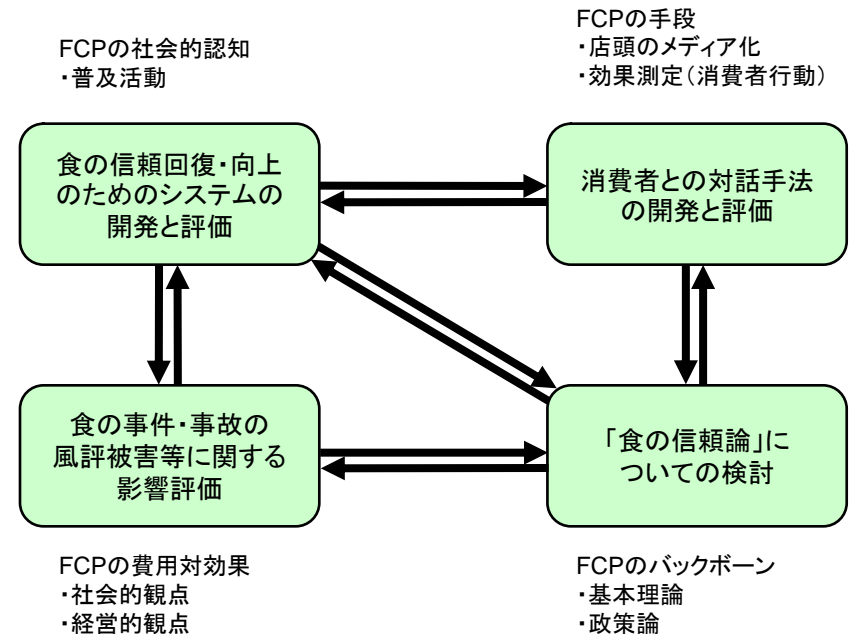 FCPの社会的認知
・普及活動
FCPの手段
・店頭のメディア化
・効果測定（消費者行動）
食の信頼回復・向上
のためのシステムの
開発と評価
消費者との対話手法
の開発と評価
食の事件・事故の
風評被害等に関する
影響評価
「食の信頼論」に
ついての検討
FCPの費用対効果
・社会的観点
・経営的観点
FCPのバックボーン
・基本理論
・政策論